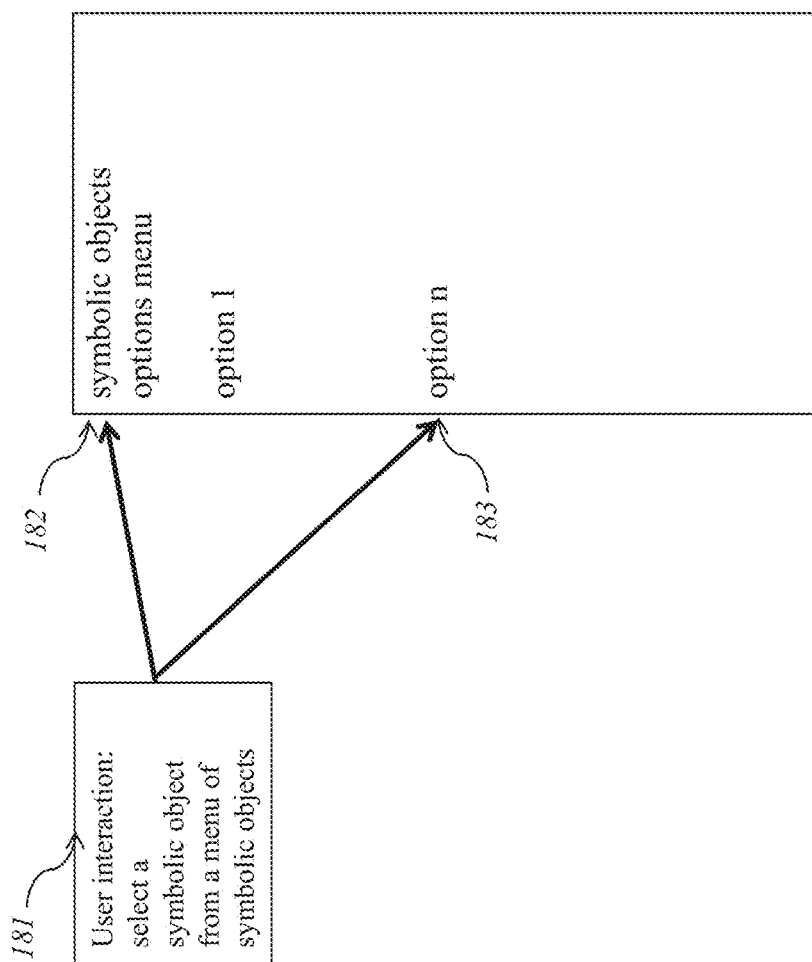 181
User interaction:
select a
symbolic object
from a menu of
symbolic objects
182
symbolic objects
options menu
option 1
option n
183